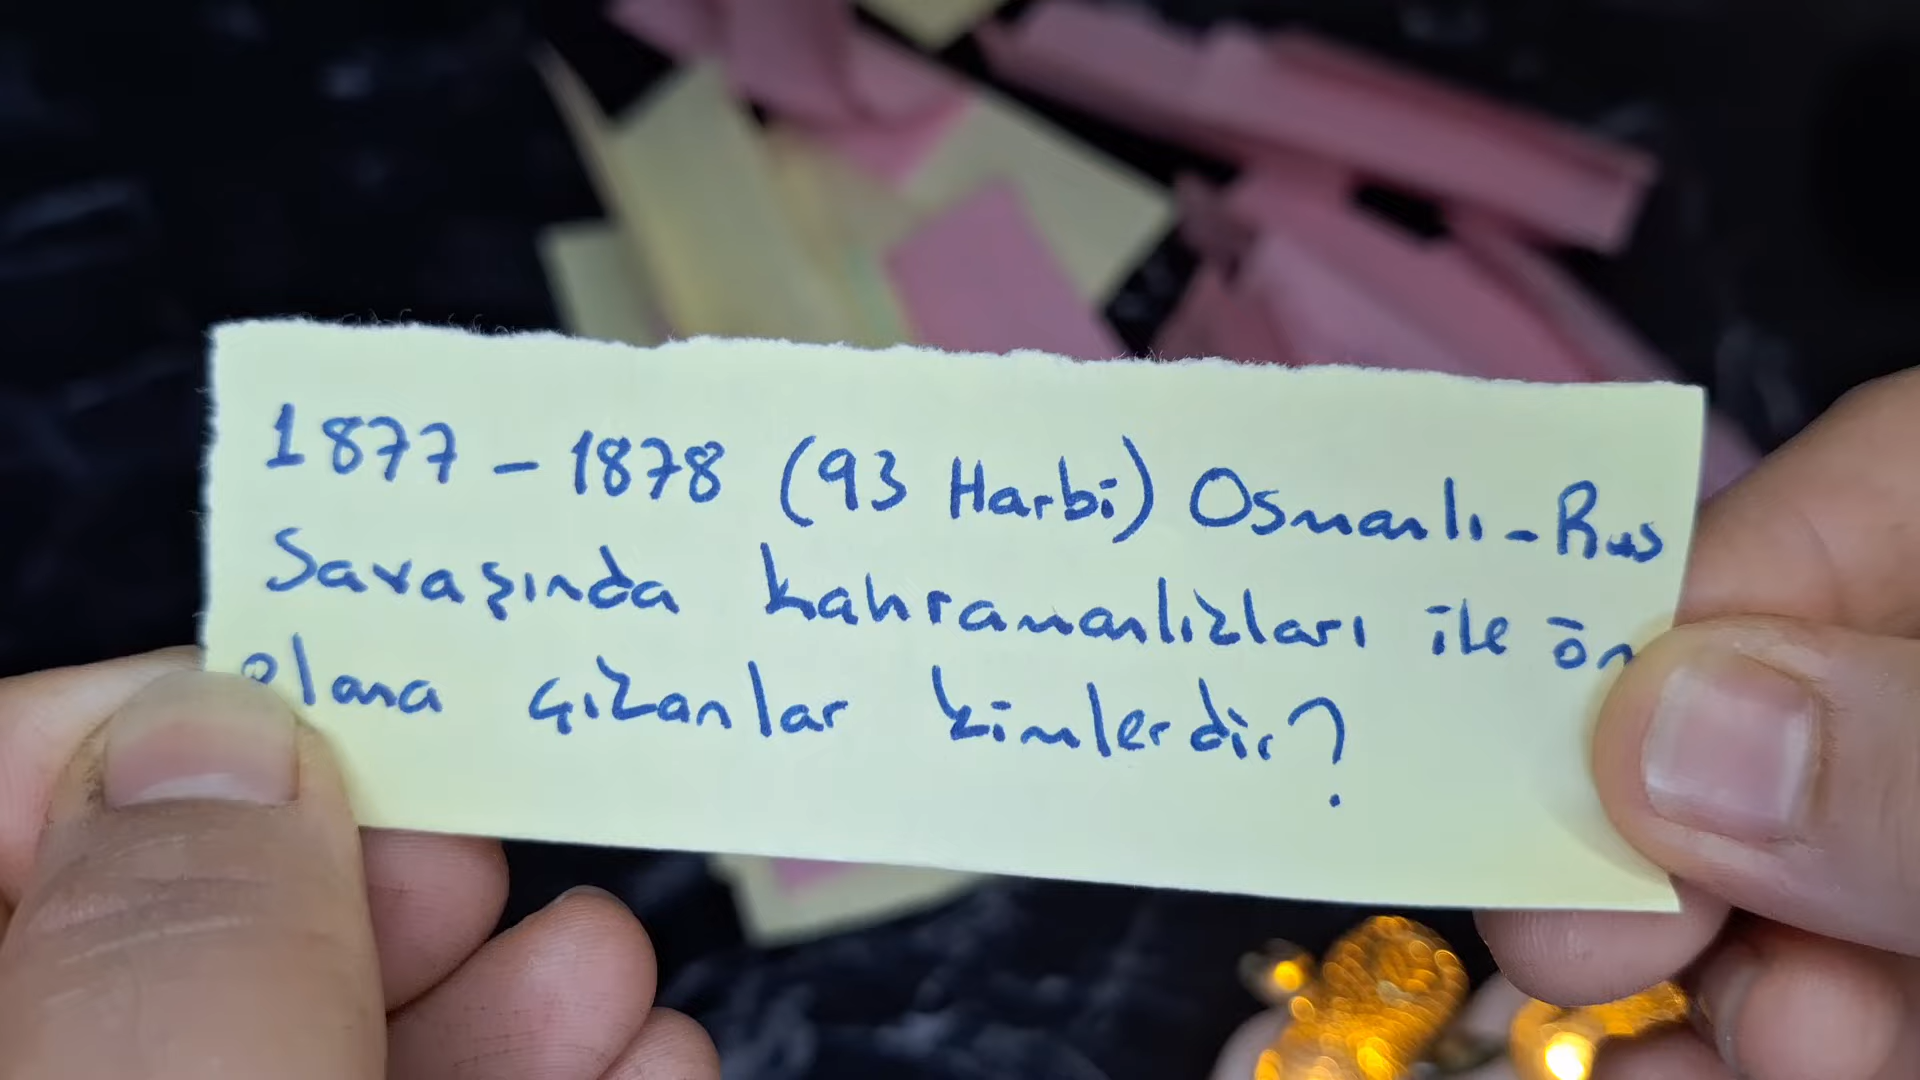 1877 - 1878 (93 Harbi) Osmanlı - Rus
Savaşında kahramanlıkları ile ön
plana çıkanlar kimlerdir?